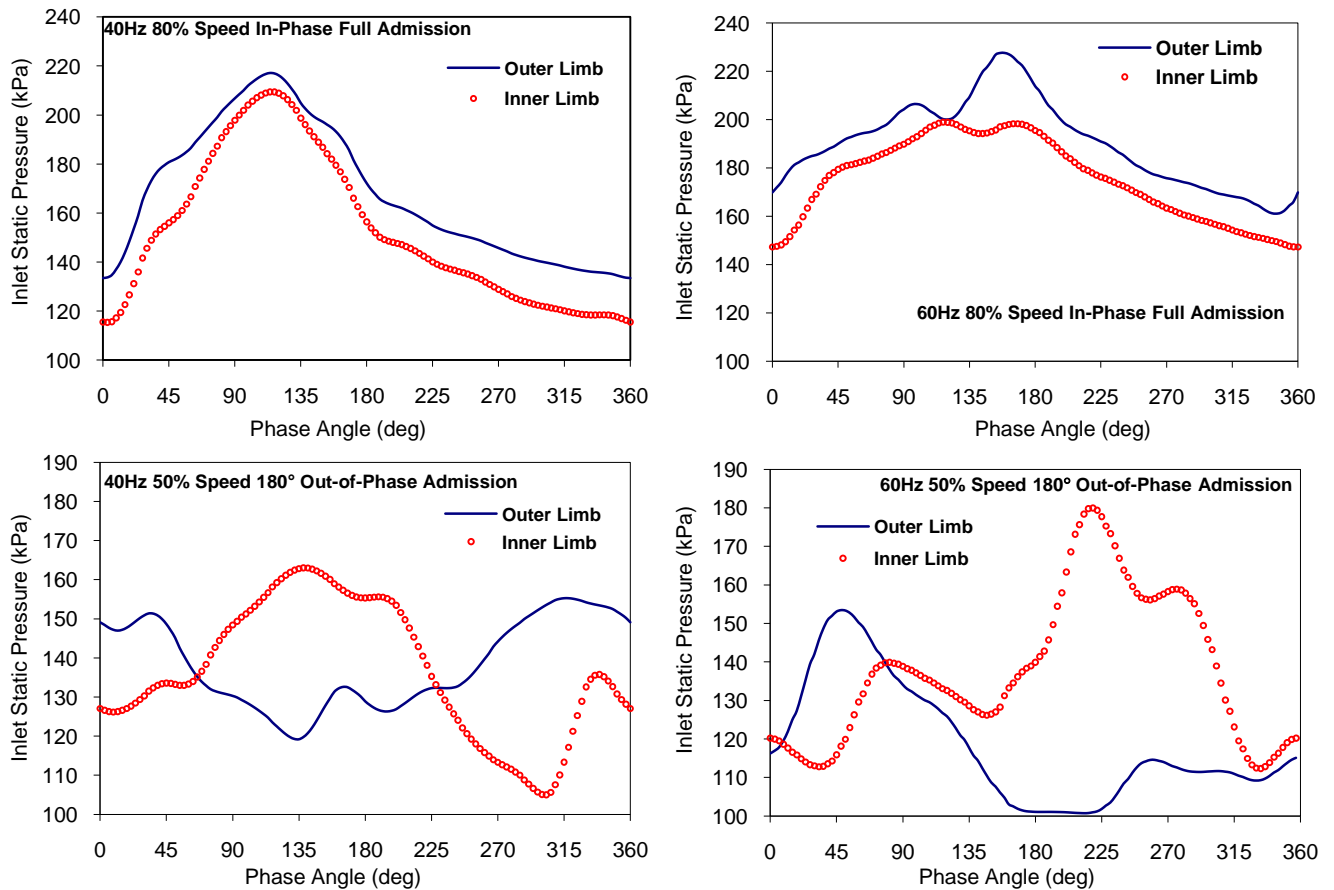 40Hz 80% Speed In-Phase Full Admission
Outer Limb
Inner Limb
Inlet Static Pressure (kPa)
240
220
200
180
160
140
120
100
0 45 90 135 180 225 270 315 360
Phase Angle (deg)
Outer Limb
Inner Limb
60Hz 80% Speed In-Phase Full Admission
Inlet Static Pressure (kPa)
240
220
200
180
160
140
120
100
0 45 90 135 180 225 270 315 360
Phase Angle (deg)
40Hz 50% Speed 180° Out-of-Phase Admission
Outer Limb
Inner Limb
Inlet Static Pressure (kPa)
190
180
170
160
150
140
130
120
110
100
0 45 90 135 180 225 270 315 360
Phase Angle (deg)
60Hz 50% Speed 180° Out-of-Phase Admission
Outer Limb
Inner Limb
Inlet Static Pressure (kPa)
190
180
170
160
150
140
130
120
110
100
0 45 90 135 180 225 270 315 360
Phase Angle (deg)